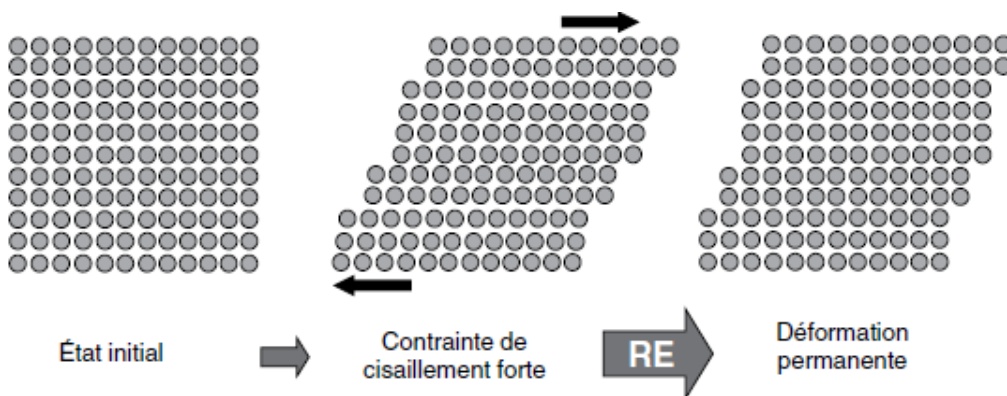 État initial
Contrainte de
cisaillement forte
RE
Déformation
permanente